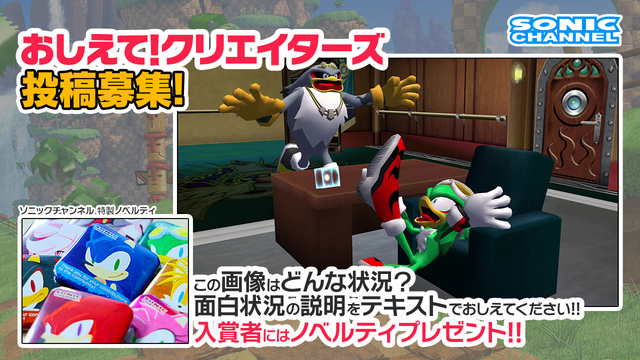 おしえて!クリエイターズ
投稿募集!
SONIC
CHANNEL
ソニックチャンネル特製ノベルティ
この画像はどんな状況?
面白状況の説明をテキストでおしえてください!!
入賞者にはノベルティプレゼント!!